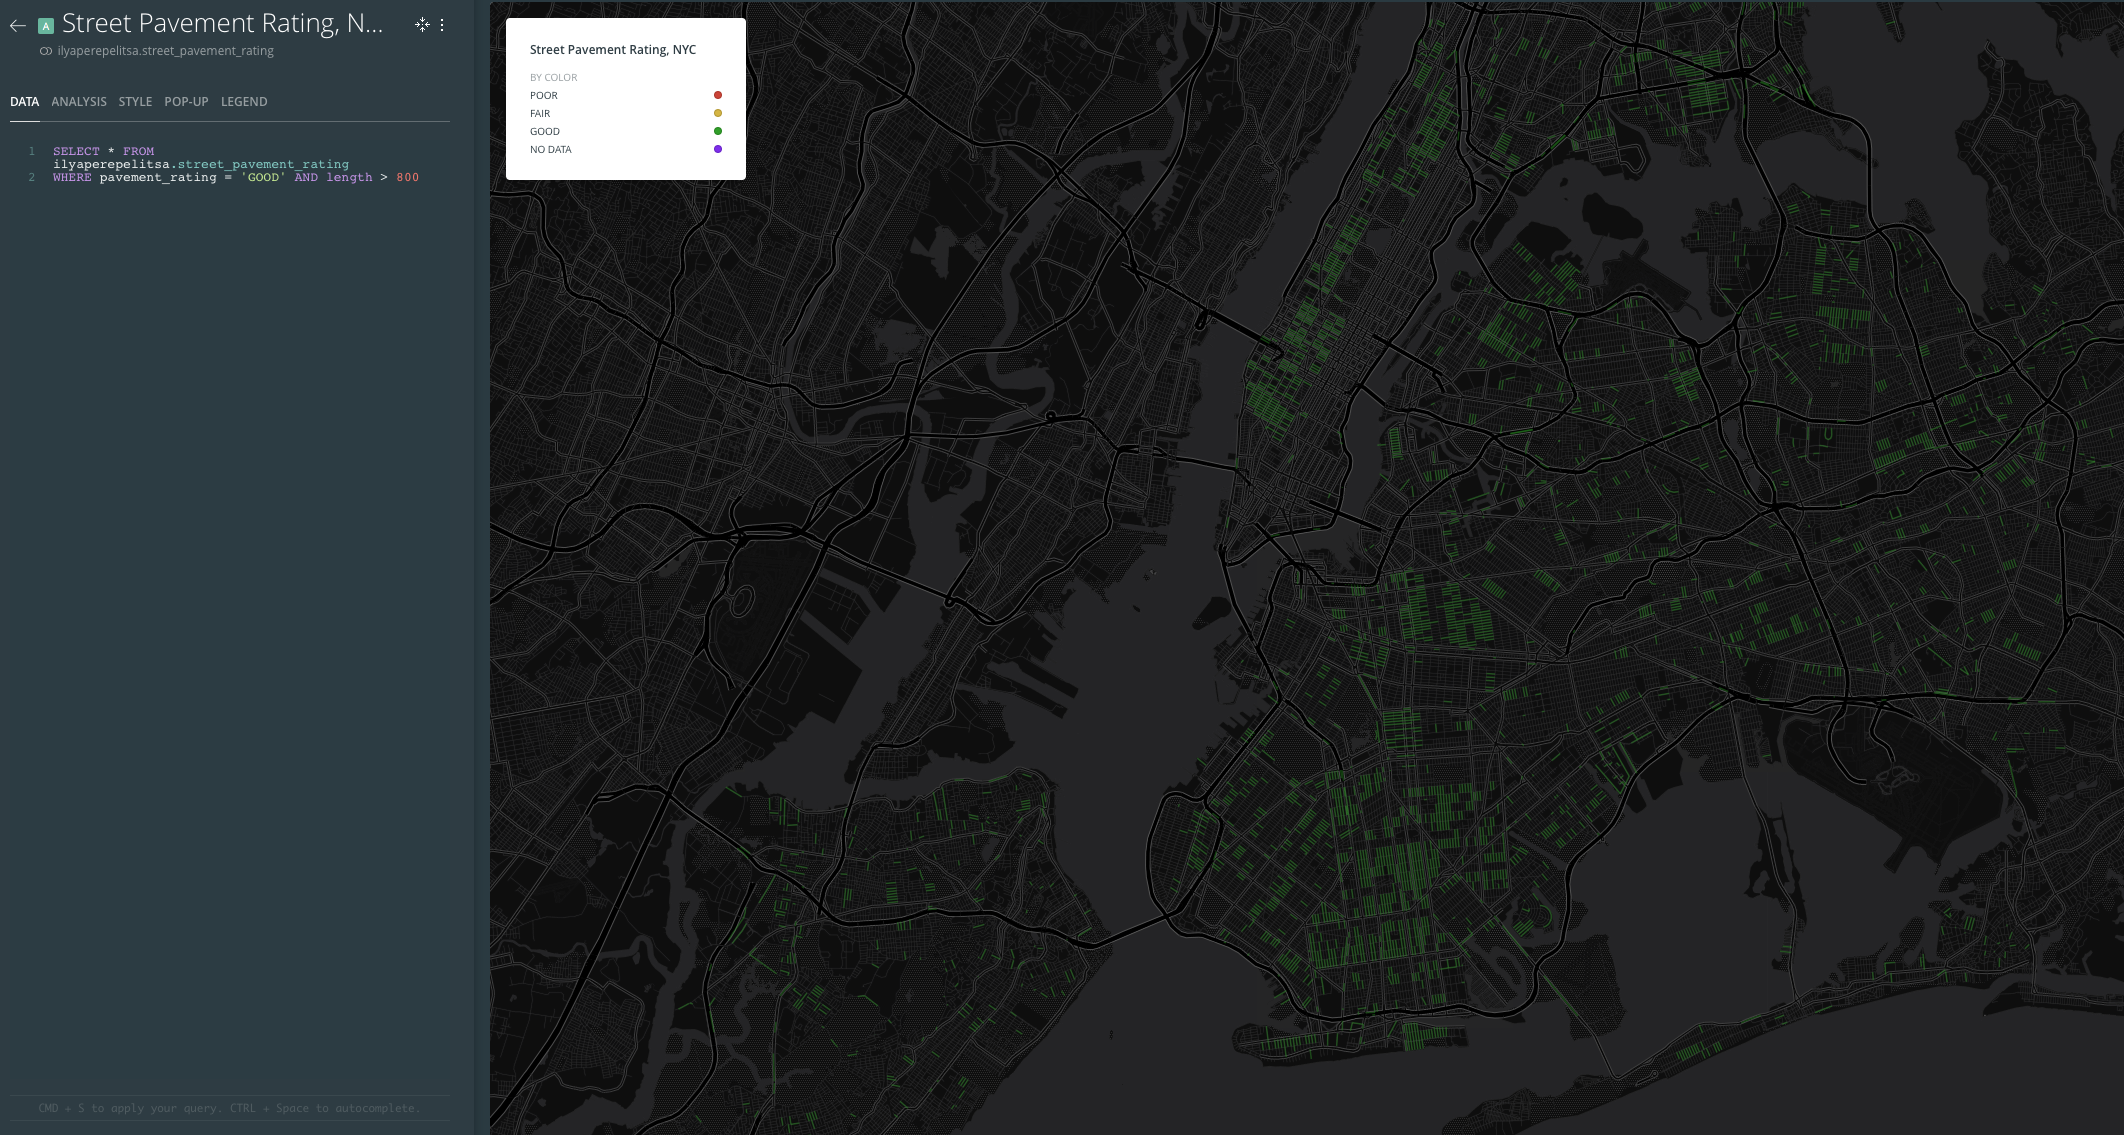 A Street Pavement Rating, N...
ilyaperepelitsa.street_pavement_rating
DATA ANALYSIS STYLE POP-UP LEGEND
1 SELECT * FROM
ilyaperepelitsa.street_pavement_rating
2 WHERE pavement_rating = 'GOOD' AND length > 800
CMD + S to apply your query. CTRL + Space to autocomplete.
Street Pavement Rating, NYC
BY COLOR
POOR
FAIR
GOOD
NO DATA